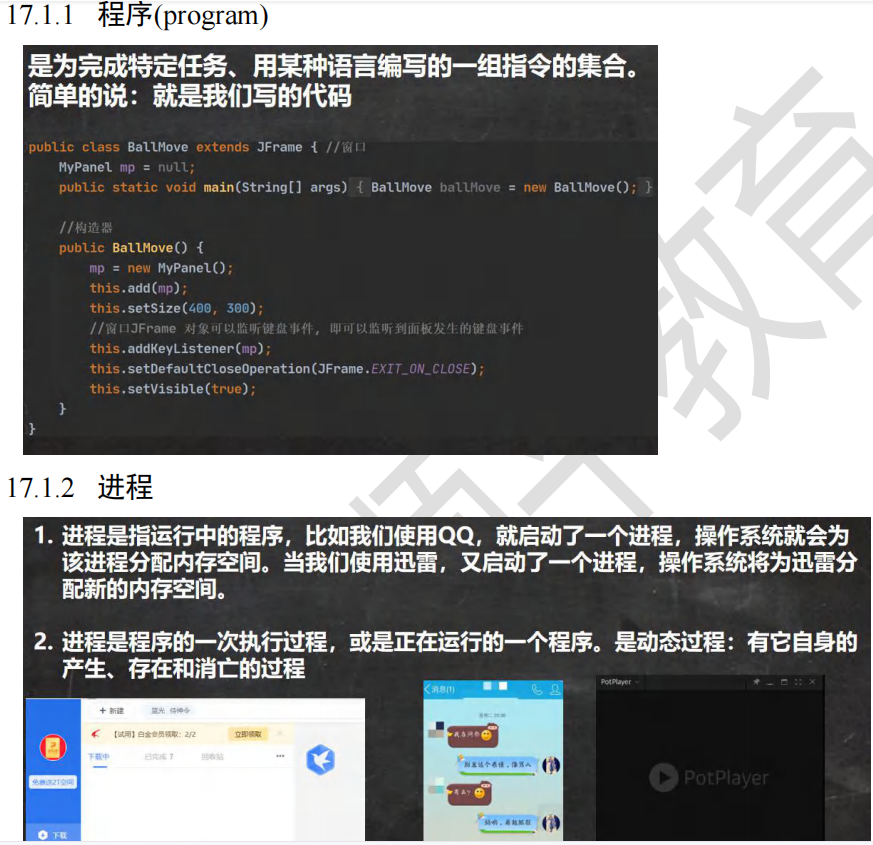 17.1.1 程序(program)
是为完成特定任务、用某种语言编写的一组指令的集合。
简单的说：就是我们写的代码
public class BallMove extends JFrame { //窗口
MyPanel mp = null;
public static void main(String[] args) { BallMove ballMove = new BallMove(); }
//构造器
public BallMove() {
mp = new MyPanel();
this.add(mp);
this.setSize(400, 300);
//窗口JFrame 对象可以监听键盘事件, 即可以监听到面板发生的键盘事件
this.addKeyListener(mp);
this.setDefaultCloseOperation(JFrame.EXIT_ON_CLOSE);
this.setVisible(true);
}
}
17.1.2 进程
1. 进程是指运行中的程序，比如我们使用QQ，就启动了一个进程，操作系统就会为
该进程分配内存空间。当我们使用迅雷，又启动了一个进程，操作系统将为迅雷分
配新的内存空间。
2. 进程是程序的一次执行过程，或是正在运行的一个程序。是动态过程：有它自身的
产生、存在和消亡的过程
+ 新建
【试用】白金会员领取：2/2 立即领取
下载中 已完成 7 回收站 •••
免费送2T空间
下载
消息(1)
PotPlayer
PotPlayer
教育